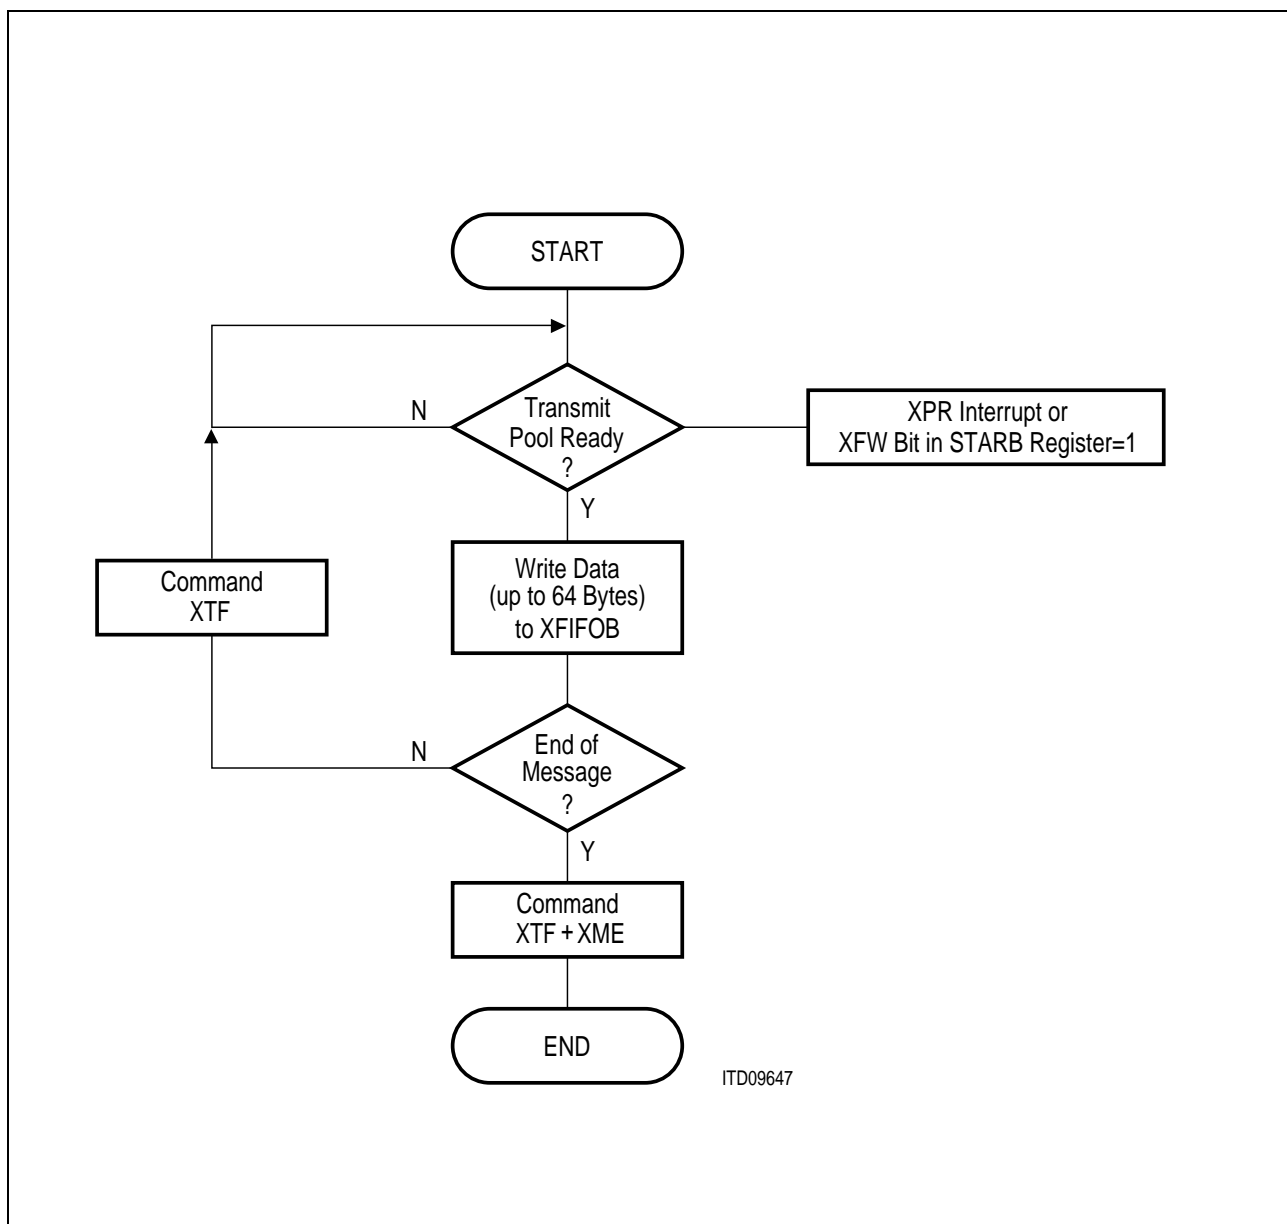 START
N
Transmit
Pool Ready
?
XPR Interrupt or
XFW Bit in STARB Register=1
Y
Write Data
(up to 64 Bytes)
to XFIFOB
Command
XTF
N
End of
Message
?
Y
Command
XTF + XME
END
ITD09647